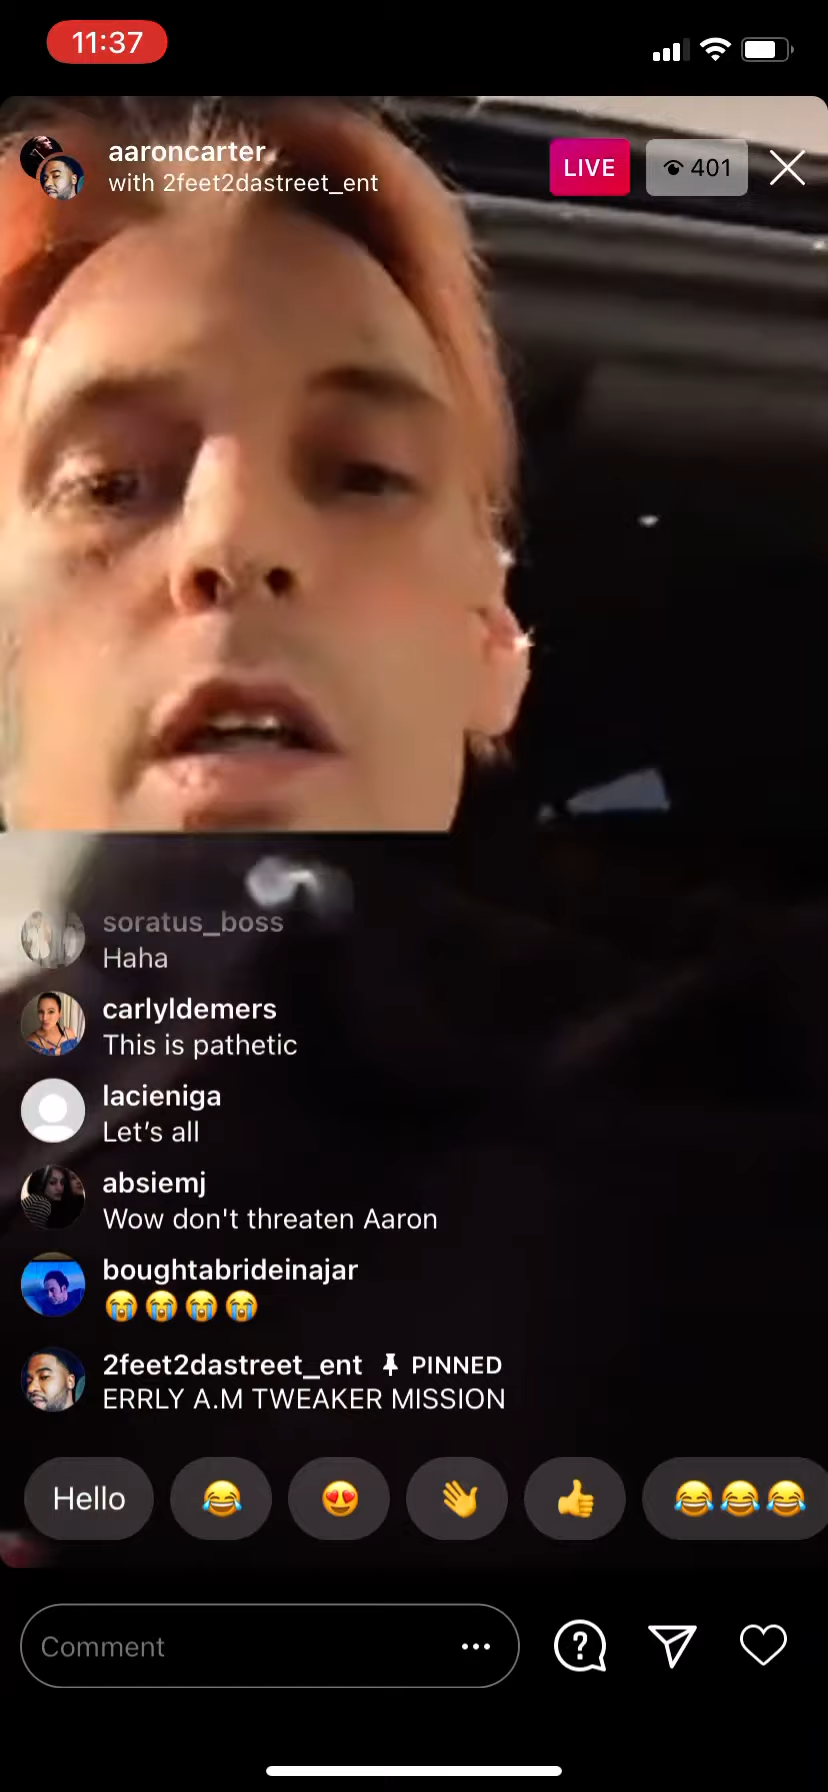 11:37
aaroncarter
with 2feet2dastreet_ent
LIVE
401
soratus_boss
Haha
carlyldemers
This is pathetic
lacieniga
Let's all
absiemj
Wow don't threaten Aaron
boughtabrideinajar
😭😭😭😭
2feet2dastreet_ent PINNED
ERRLY A.M TWEAKER MISSION
Hello 😂 😍 👋 👍 😂😂😂
Comment